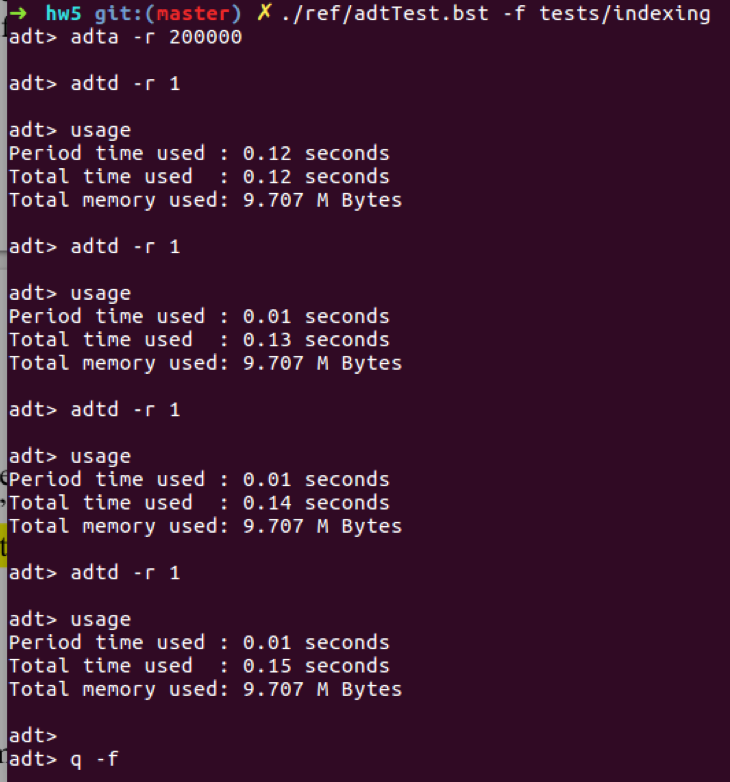 ➜ hw5 git:(master) ✗ ./ref/adtTest.bst -f tests/indexing
adt> adta -r 200000
adt> adtd -r 1
adt> usage
Period time used : 0.12 seconds
Total time used  : 0.12 seconds
Total memory used: 9.707 M Bytes
adt> adtd -r 1
adt> usage
Period time used : 0.01 seconds
Total time used  : 0.13 seconds
Total memory used: 9.707 M Bytes
adt> adtd -r 1
adt> usage
Period time used : 0.01 seconds
Total time used  : 0.14 seconds
Total memory used: 9.707 M Bytes
adt> adtd -r 1
adt> usage
Period time used : 0.01 seconds
Total time used  : 0.15 seconds
Total memory used: 9.707 M Bytes
adt>
adt> q -f